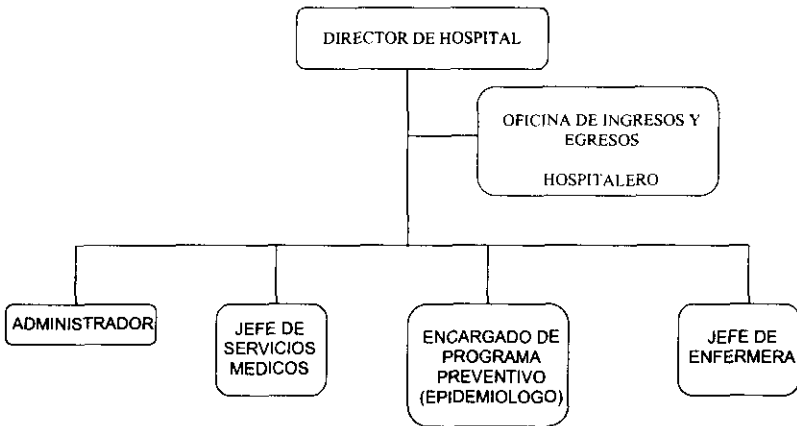 DIRECTOR DE HOSPITAL
OFICINA DE INGRESOS Y
EGRESOS
HOSPITALERO
ADMINISTRADOR
JEFE DE
SERVICIOS
MEDICOS
ENCARGADO DE
PROGRAMA
PREVENTIVO
(EPIDEMIOLOGO)
JEFE DE
ENFERMERA